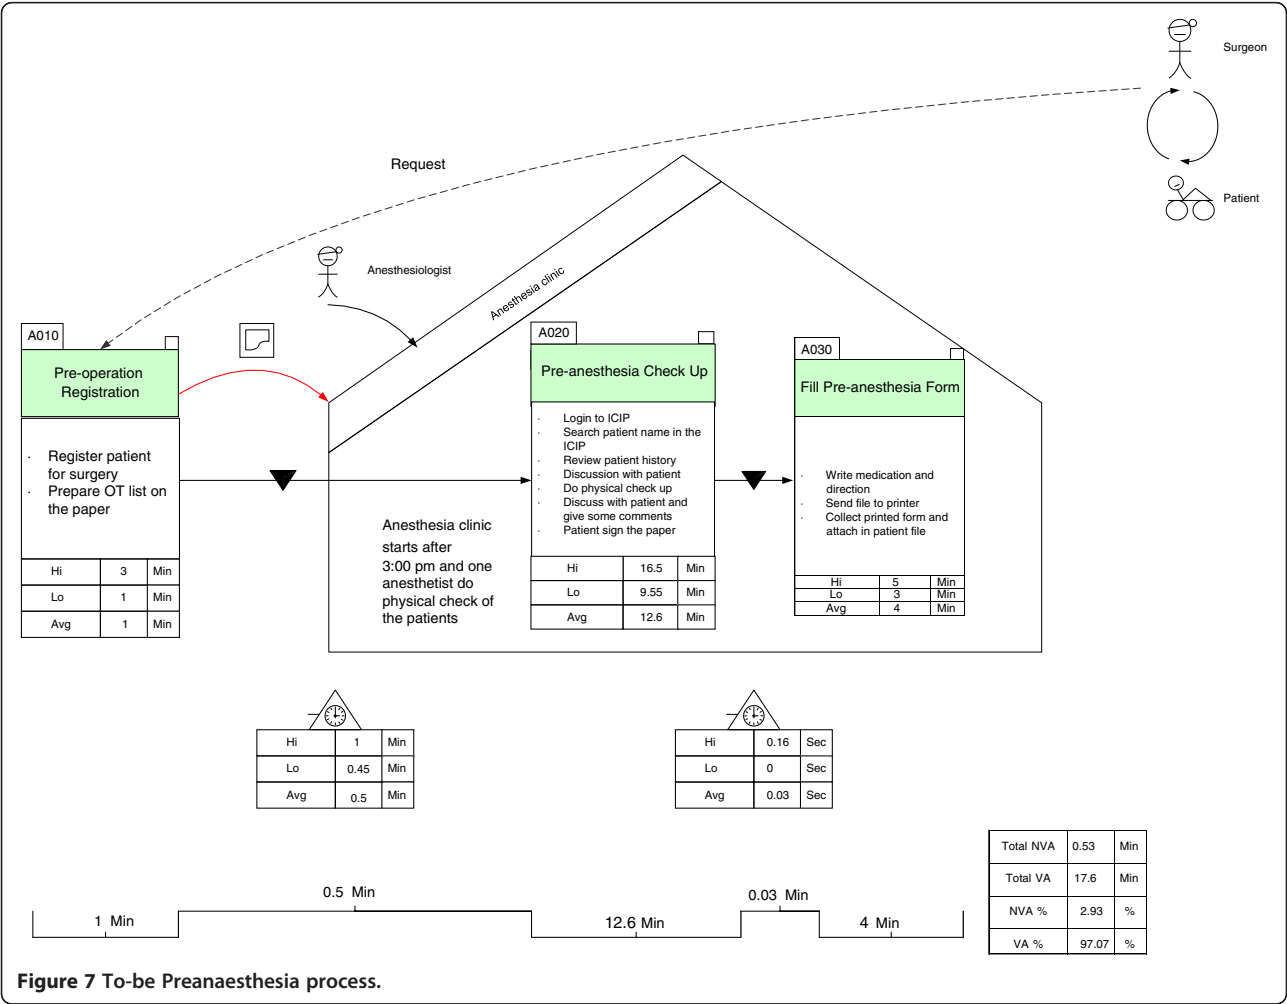 Surgeon
Patient
Request
Anesthesiologist
Anesthesia clinic
A010
Pre-operation
Registration
· Register patient
for surgery
· Prepare OT list on
the paper
Hi 3 Min
Lo 1 Min
Avg 1 Min
Anesthesia clinic
starts after
3:00 pm and one
anesthetist do
physical check of
the patients
A020
Pre-anesthesia Check Up
· Login to ICIP
· Search patient name in the
ICIP
· Review patient history
· Discussion with patient
· Do physical check up
· Discuss with patient and
give some comments
· Patient sign the paper
Hi 16.5 Min
Lo 9.55 Min
Avg 12.6 Min
A030
Fill Pre-anesthesia Form
· Write medication and
direction
· Send file to printer
· Collect printed form and
attach in patient file
Hi 5 Min
Lo 3 Min
Avg 4 Min
Hi 1 Min
Lo 0.45 Min
Avg 0.5 Min
Hi 0.16 Sec
Lo 0 Sec
Avg 0.03 Sec
1 Min
0.5 Min
12.6 Min
0.03 Min
4 Min
Total NVA 0.53 Min
Total VA 17.6 Min
NVA % 2.93 %
VA % 97.07 %
Figure 7 To-be Preanaesthesia process.